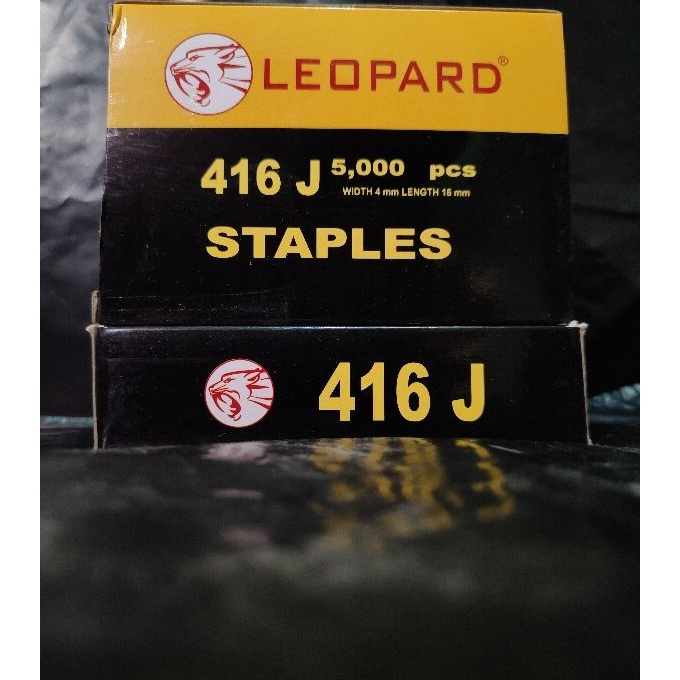 LEOPARD®
416 J 5,000 pcs
WIDTH 4 mm LENGTH 16 mm
STAPLES
416 J